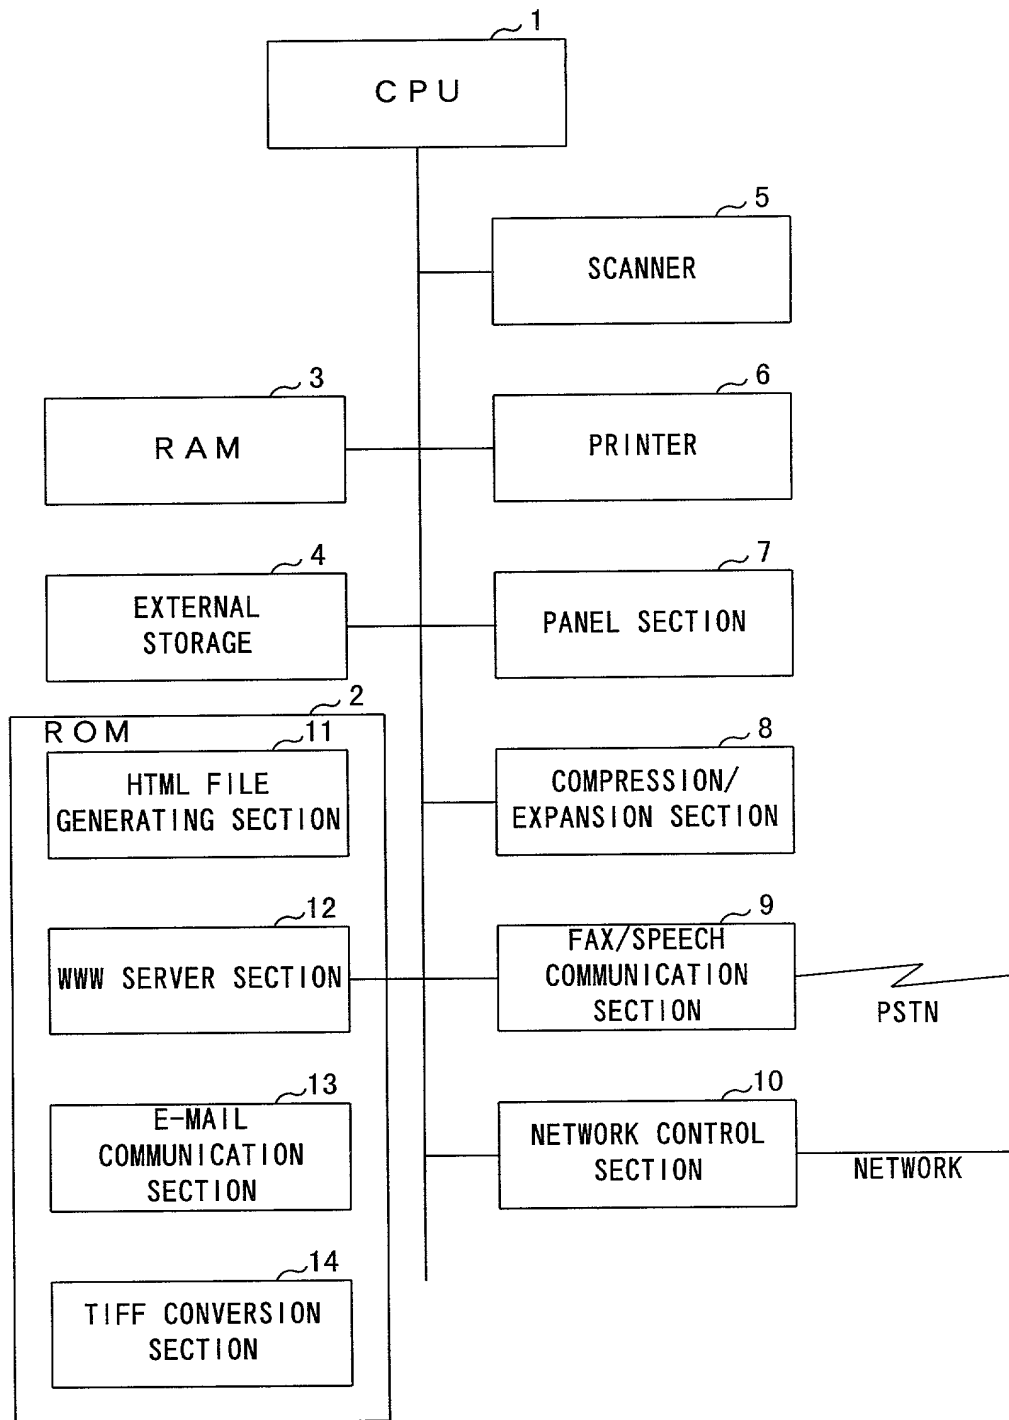 1
CPU
5
SCANNER
3
RAM
6
PRINTER
4
EXTERNAL
STORAGE
7
PANEL SECTION
2
ROM
11
HTML FILE
GENERATING SECTION
8
COMPRESSION/
EXPANSION SECTION
12
WWW SERVER SECTION
9
FAX/SPEECH
COMMUNICATION
SECTION
PSTN
13
E-MAIL
COMMUNICATION
SECTION
10
NETWORK CONTROL
SECTION
NETWORK
14
TIFF CONVERSION
SECTION